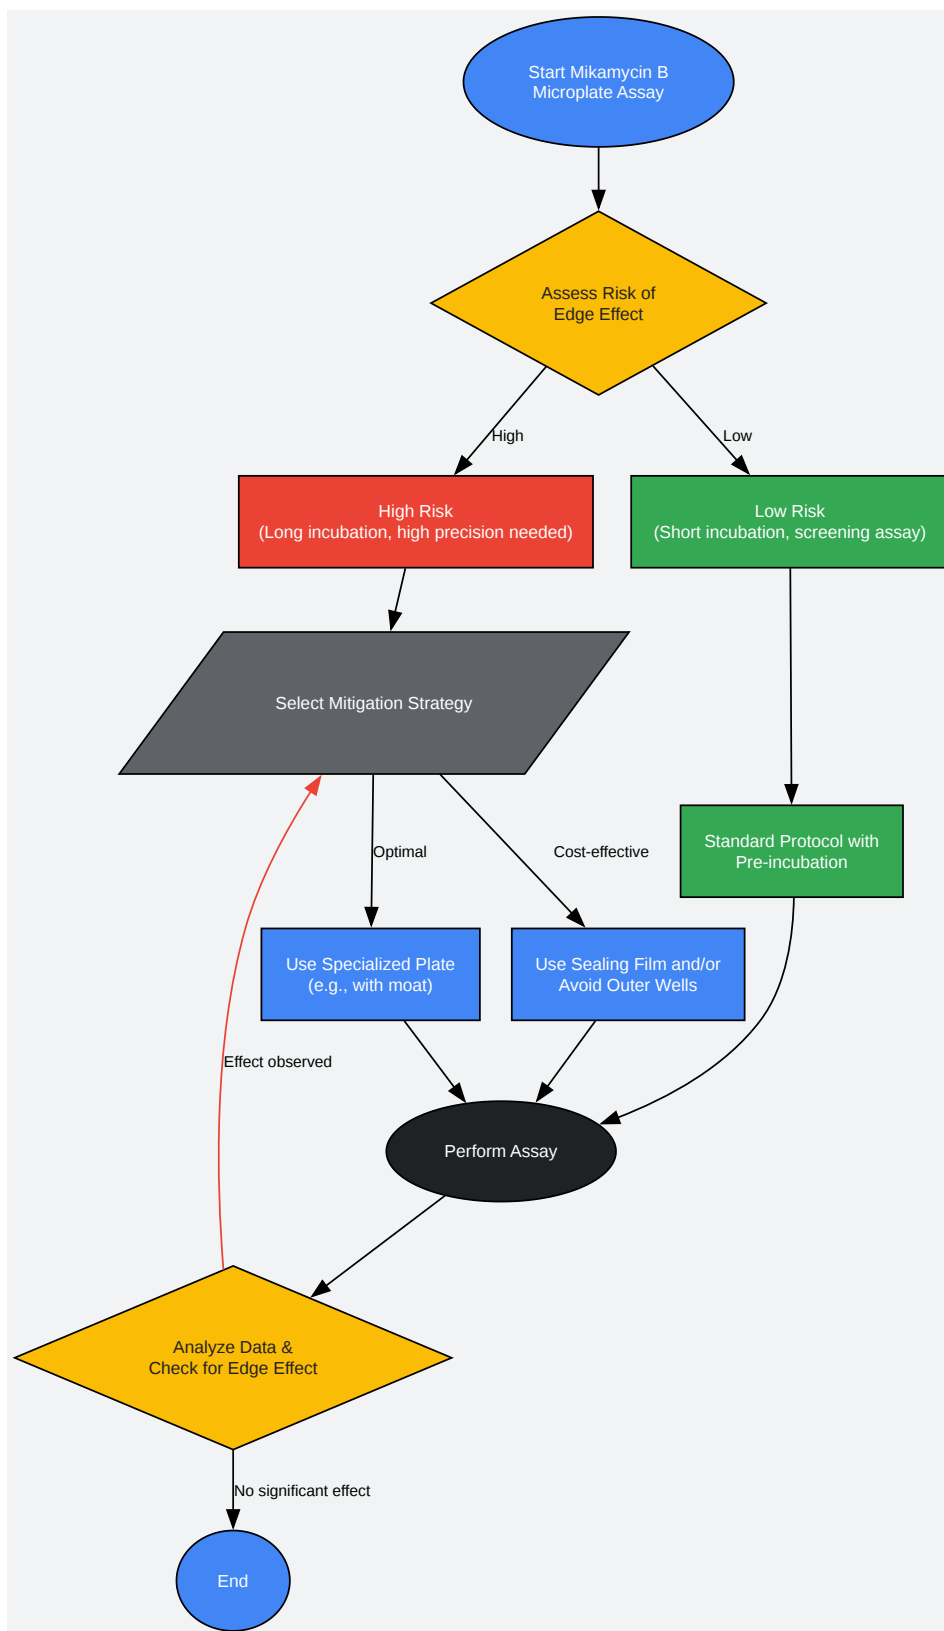 Start Mikamycin B
Microplate Assay
Assess Risk of
Edge Effect
High
Low
High Risk
(Long incubation, high precision needed)
Low Risk
(Short incubation, screening assay)
Select Mitigation Strategy
Optimal
Cost-effective
Standard Protocol with
Pre-incubation
Use Specialized Plate
(e.g., with moat)
Use Sealing Film and/or
Avoid Outer Wells
Effect observed
Perform Assay
Analyze Data &
Check for Edge Effect
No significant effect
End